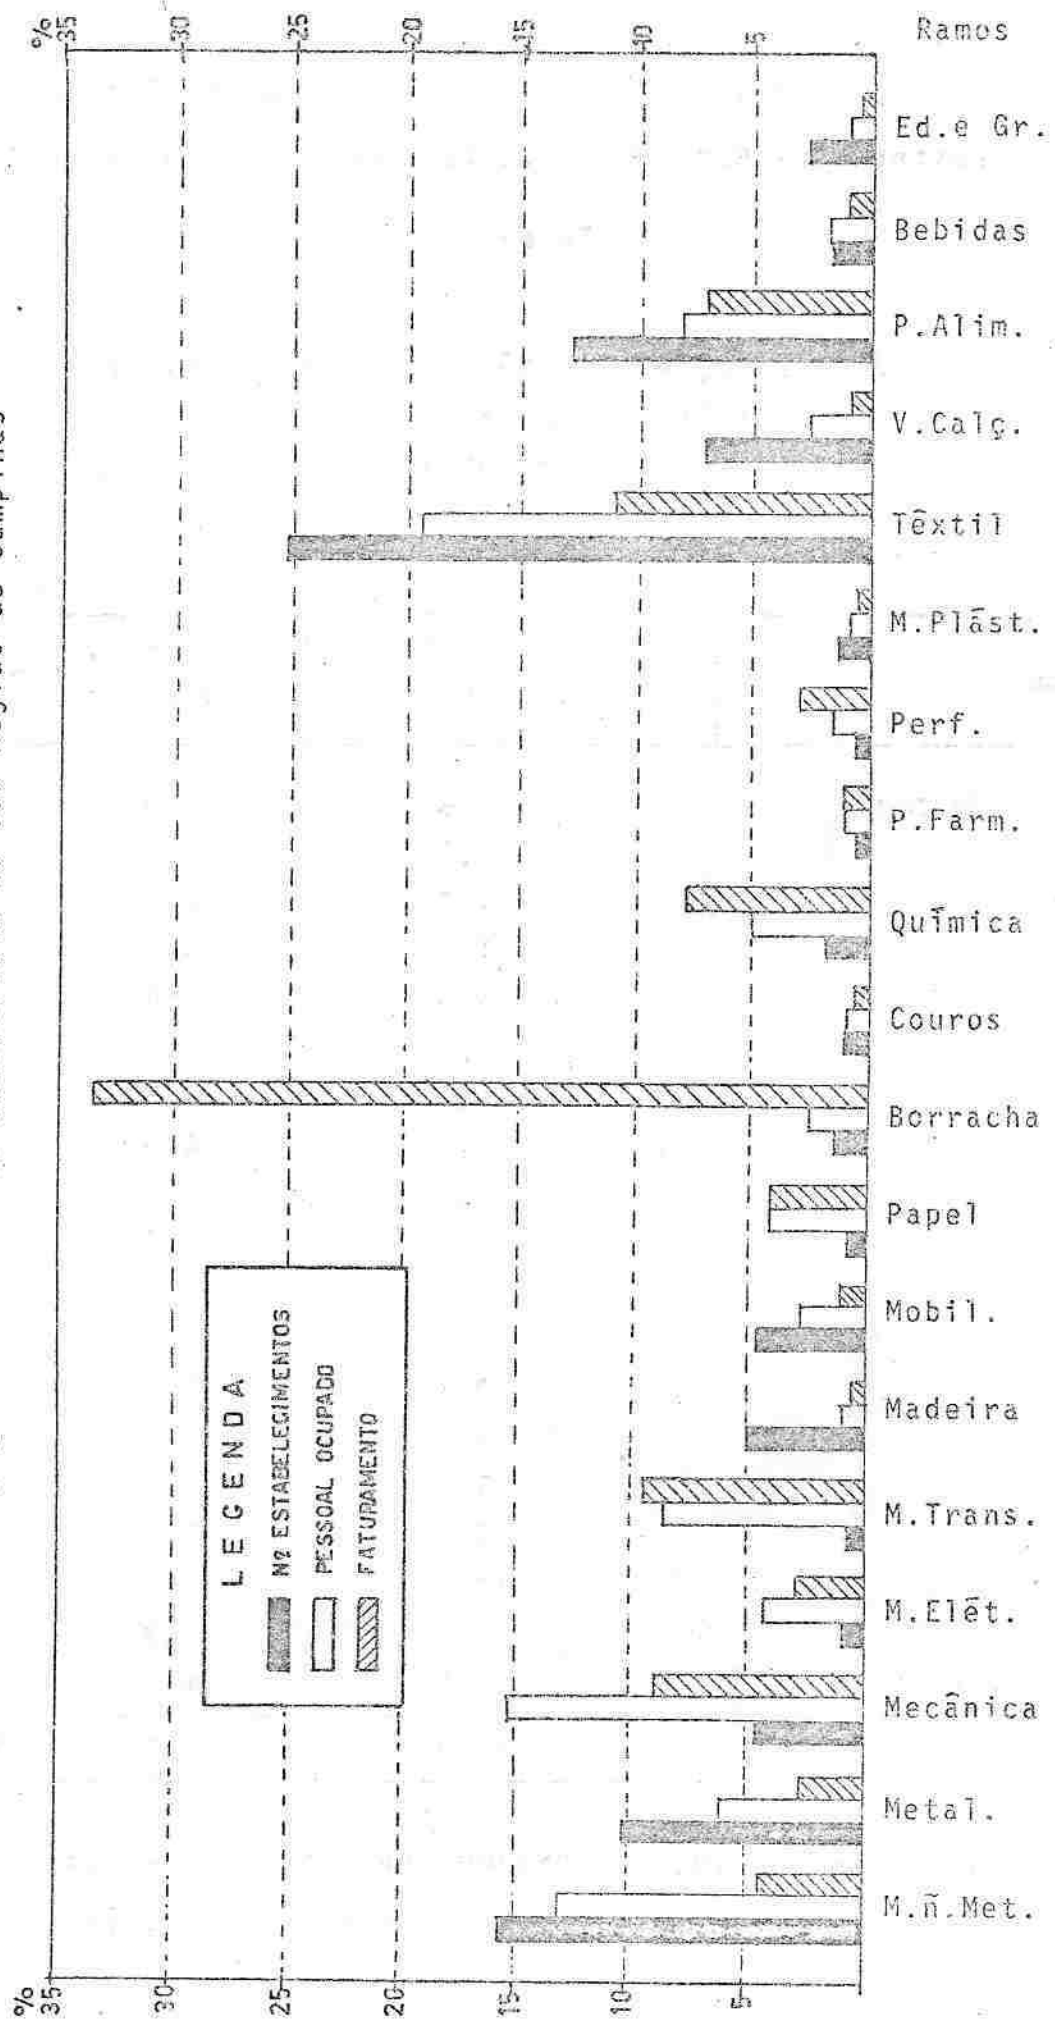 %
35
30
25
20
15
10
5
Ramos
Ed.e Gr.
Bebidas
P.Alim.
V.Calç.
Têxtil
M.Plást.
Perf.
P.Farm.
Química
Couros
Borracha
Papel
Mobil.
Madeira
M.Trans.
M.Elét.
Mecânica
Metal.
M.ñ.Met.
LEGENDA
Nº ESTABELECIMENTOS
PESSOAL OCUPADO
FATURAMENTO
%
35
30
25
20
15
10
5